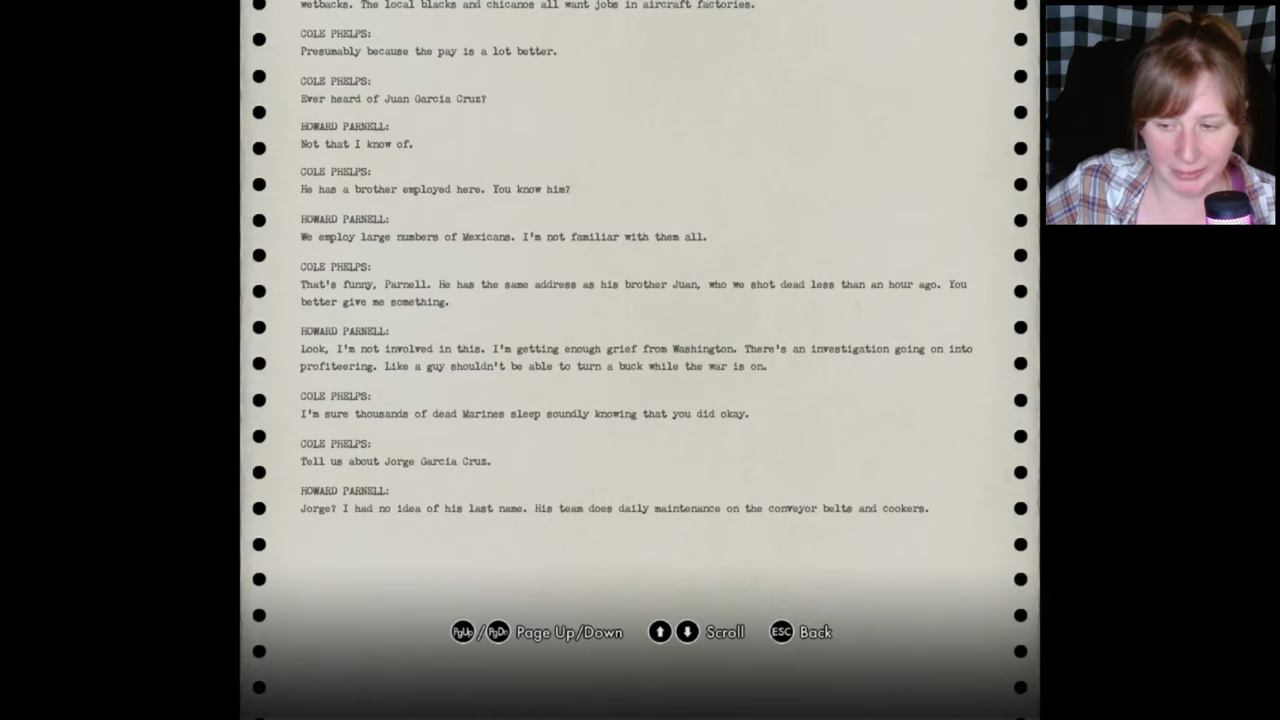 wetbacks. The local blacks and chicanos all want jobs in aircraft factories.
COLE PHELPS:
Presumably because the pay is a lot better.
COLE PHELPS:
Ever heard of Juan Garcia Cruz?
HOWARD PARNELL:
Not that I know of.
COLE PHELPS:
He has a brother employed here. You know him?
HOWARD PARNELL:
We employ large numbers of Mexicans. I'm not familiar with them all.
COLE PHELPS:
That's funny, Parnell. He has the same address as his brother Juan, who we shot dead less than an hour ago. You
better give me something.
HOWARD PARNELL:
Look, I'm not involved in this. I'm getting enough grief from Washington. There's an investigation going on into
profiteering. Like a guy shouldn't be able to turn a buck while the war is on.
COLE PHELPS:
I'm sure thousands of dead Marines sleep soundly knowing that you did okay.
COLE PHELPS:
Tell us about Jorge Garcia Cruz.
HOWARD PARNELL:
Jorge? I had no idea of his last name. His team does daily maintenance on the conveyor belts and cookers.
PgUp / PgDn Page Up/Down Scroll ESC Back